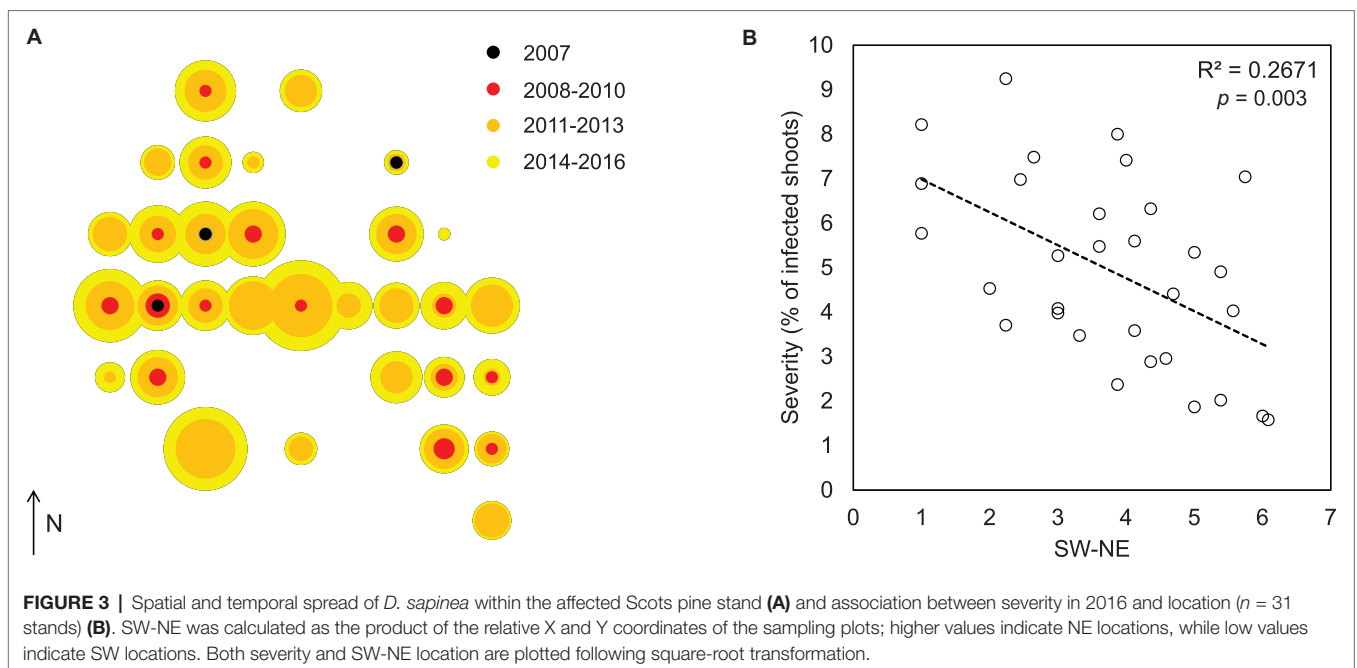 A
2007
2008-2010
2011-2013
2014-2016
N
B
R² = 0.2671
p = 0.003
Severity (% of infected shoots)
10
9
8
7
6
5
4
3
2
1
0
0 1 2 3 4 5 6 7
SW-NE
FIGURE 3 | Spatial and temporal spread of D. sapinea within the affected Scots pine stand (A) and association between severity in 2016 and location (n = 31
stands) (B). SW-NE was calculated as the product of the relative X and Y coordinates of the sampling plots; higher values indicate NE locations, while low values
indicate SW locations. Both severity and SW-NE location are plotted following square-root transformation.